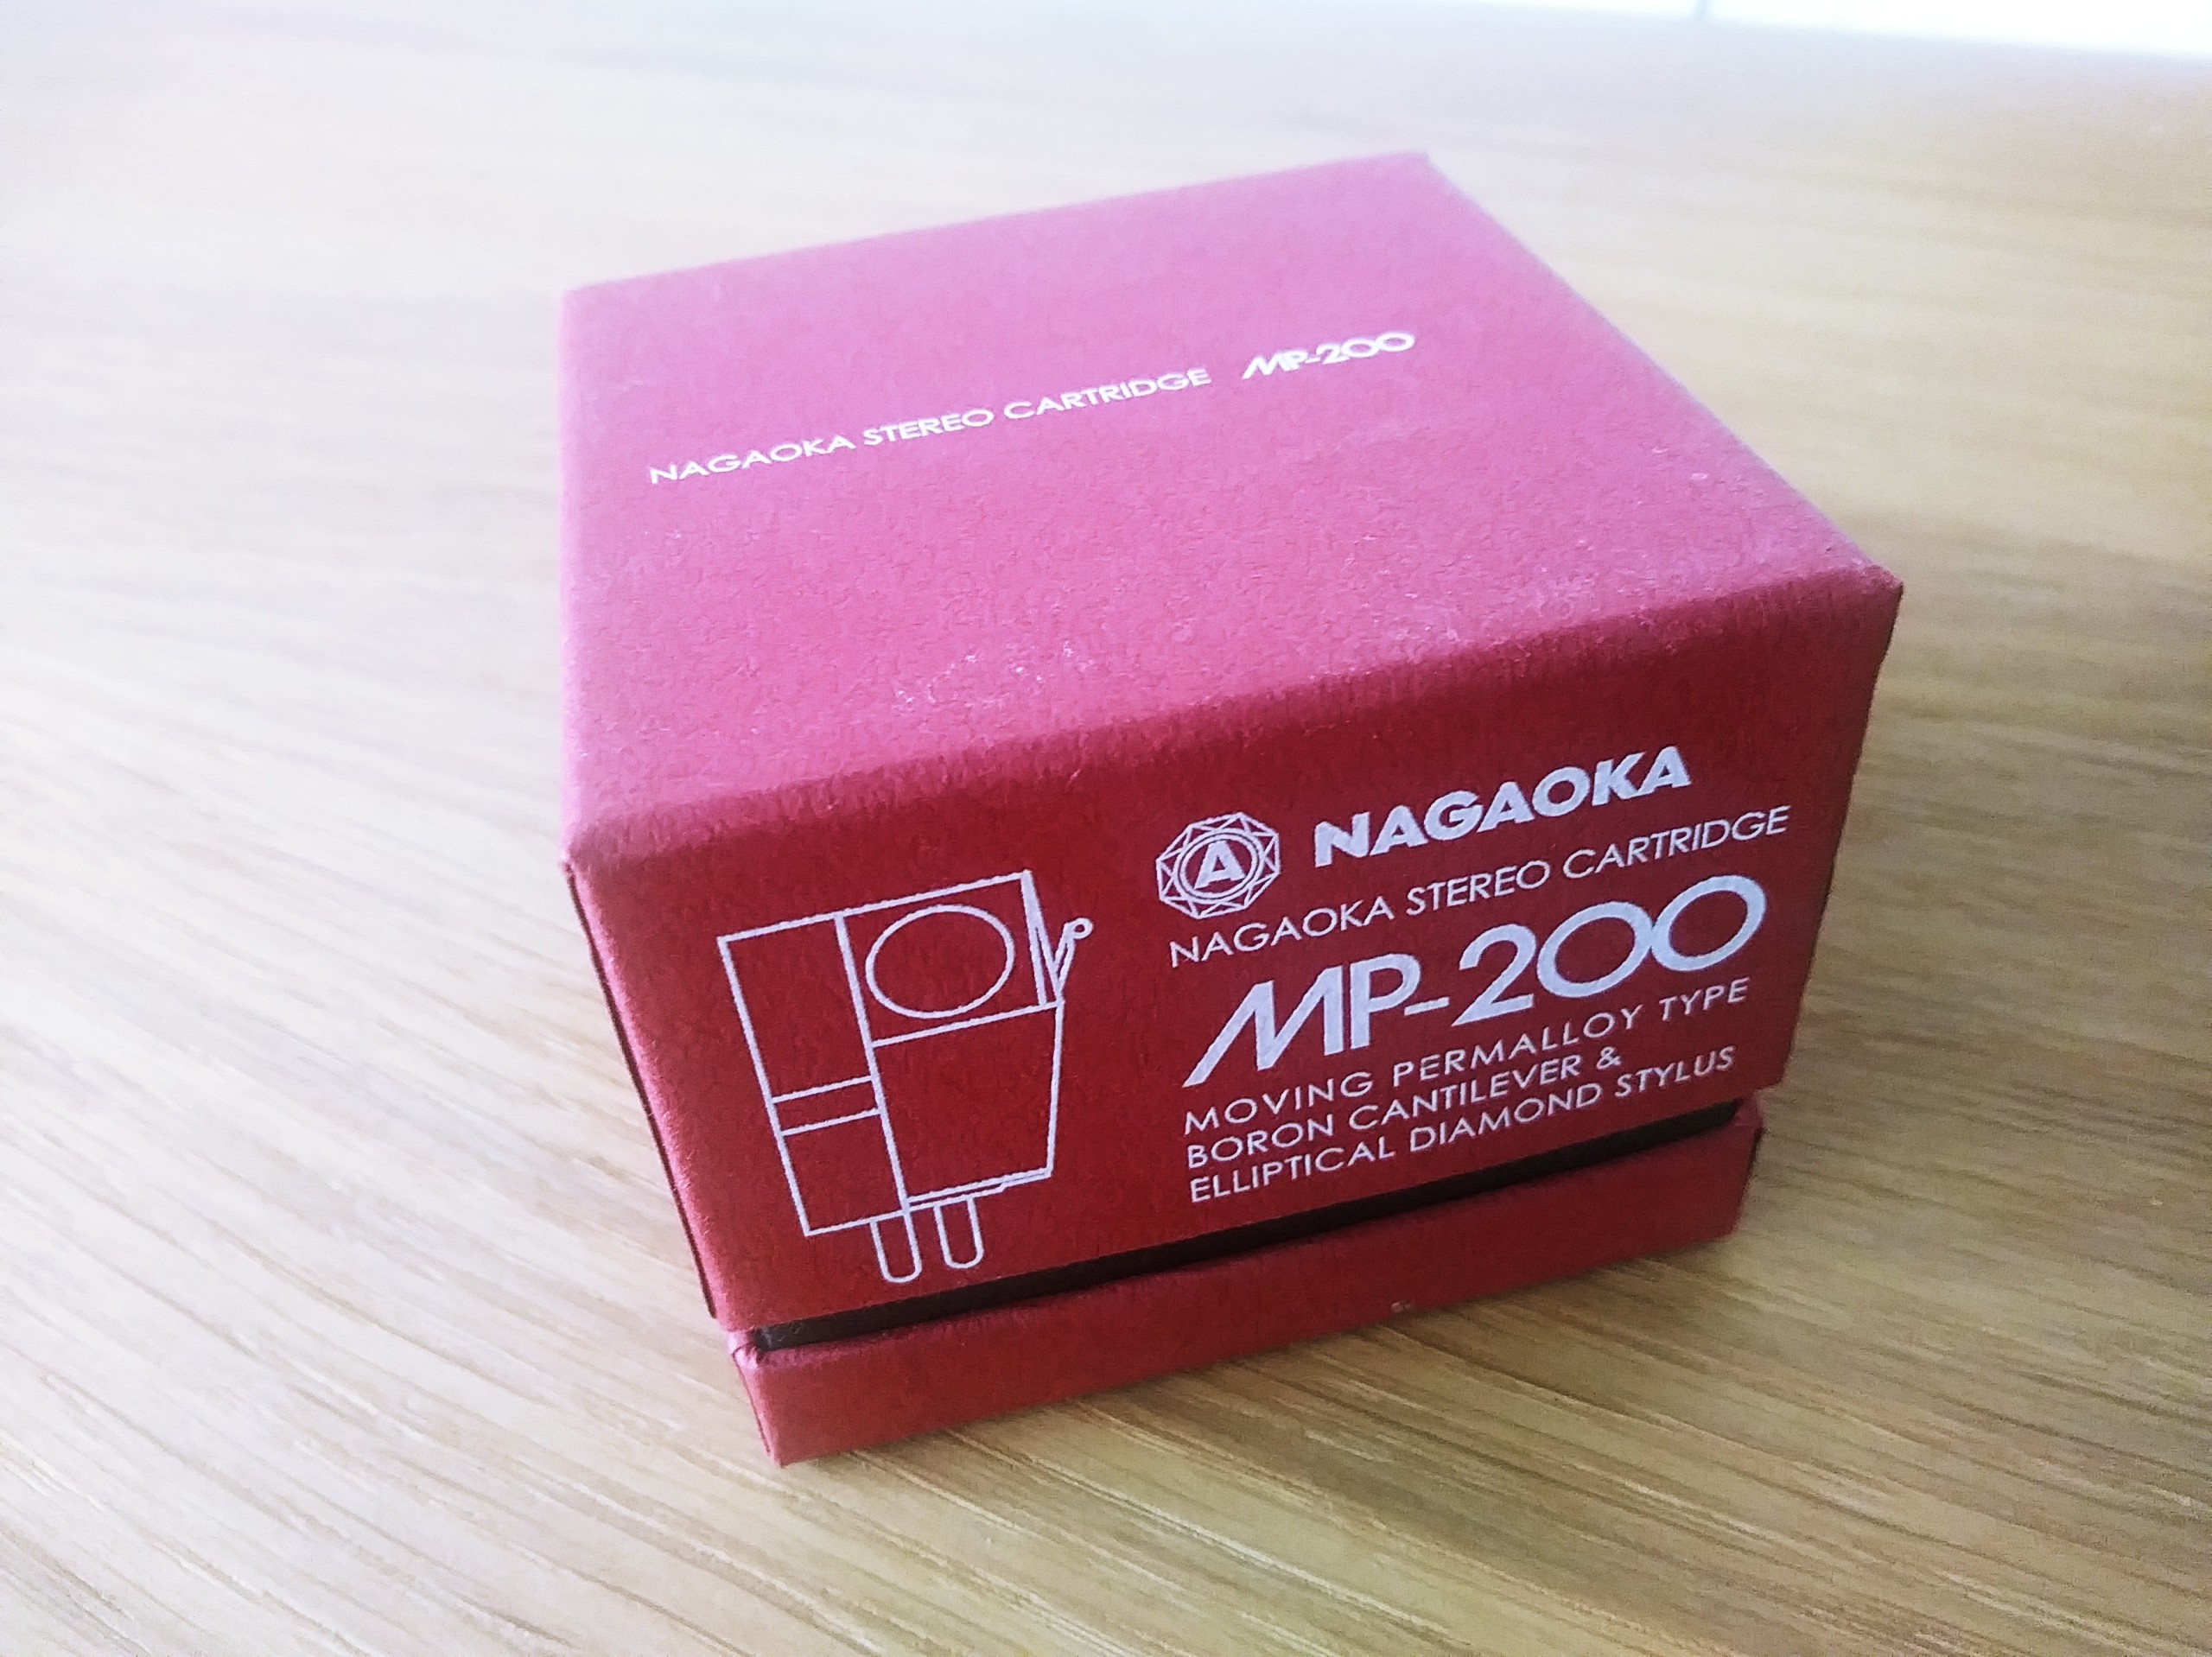 NAGAOKA STEREO CARTRIDGE MP-200
A NAGAOKA
NAGAOKA STEREO CARTRIDGE
MP-200
MOVING PERMALLOY TYPE
BORON CANTILEVER &
ELLIPTICAL DIAMOND STYLUS